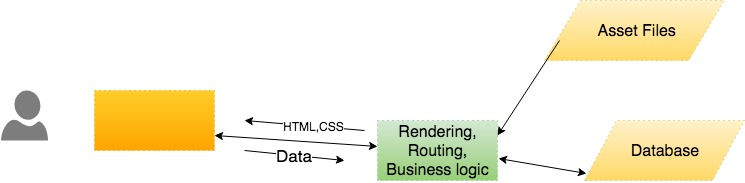 Asset Files
HTML,CSS
Rendering,
Routing,
Business logic
Data
Database